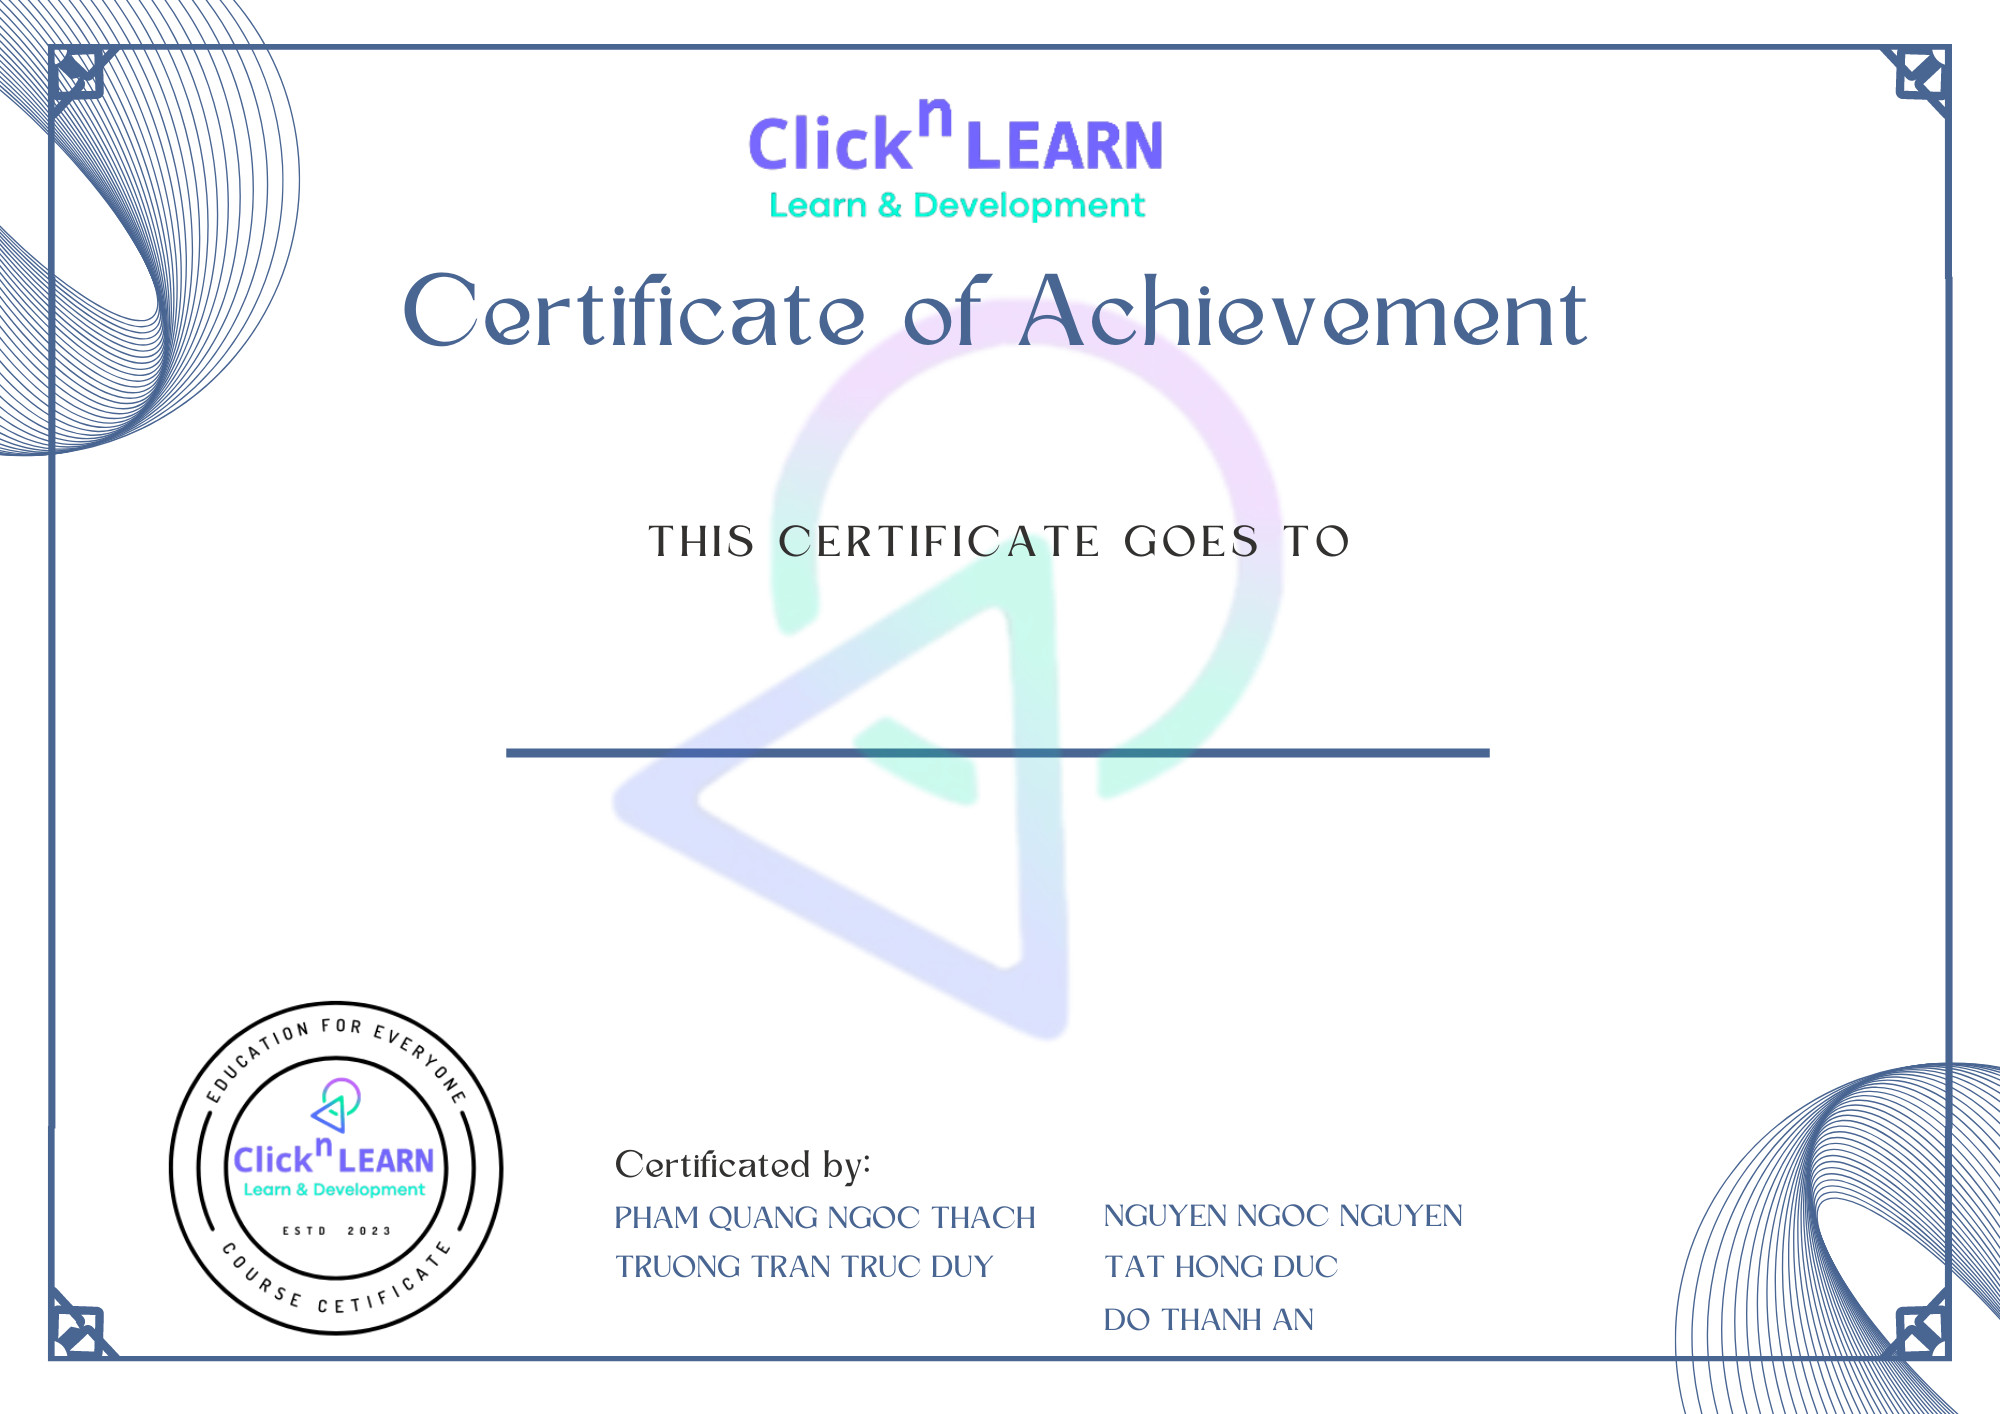 Click n LEARN
Learn & Development
Certificate of Achievement
THIS CERTIFICATE GOES TO
EDUCATION FOR EVERYONE
Click n LEARN
Learn & Development
ESTD 2023
COURSE CETIFICATE
Certificated by:
PHAM QUANG NGOC THACH
TRUONG TRAN TRUC DUY
NGUYEN NGOC NGUYEN
TAT HONG DUC
DO THANH AN